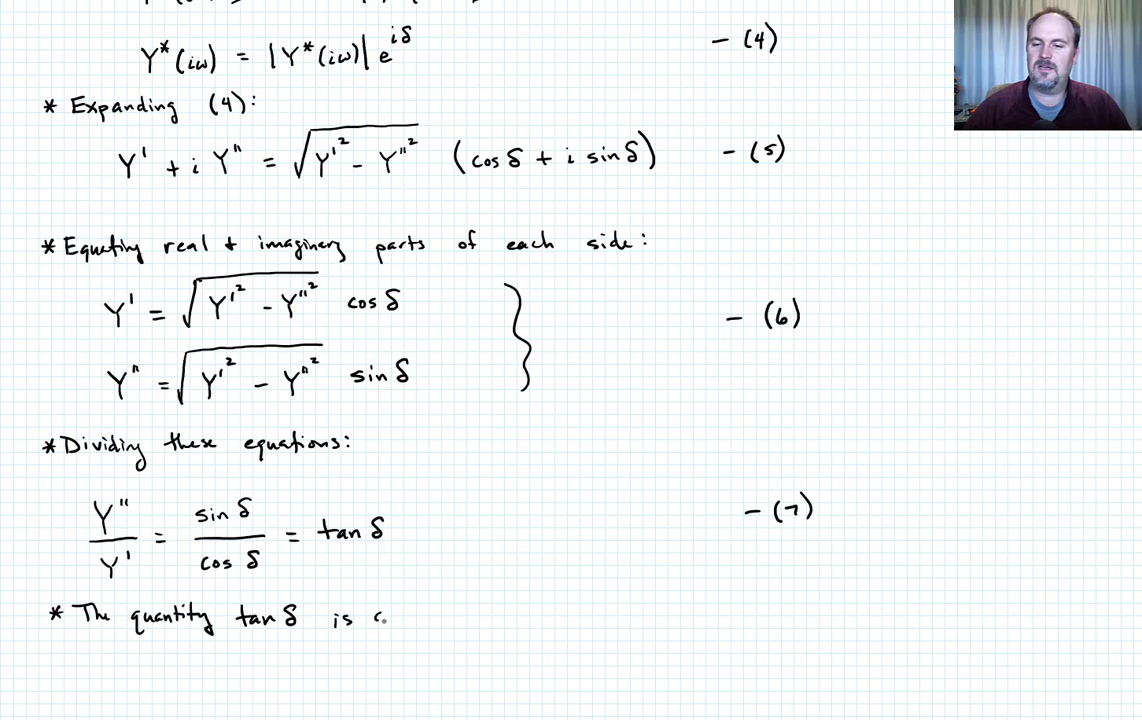 Y*(iω) = |Y*(iω)| e^{iδ} - (4)
* Expanding (4):
Y' + i Y" = √(Y'² - Y"²) (cos δ + i sin δ) - (5)
* Equating real + imaginary parts of each side:
Y' = √(Y'² - Y"²) cos δ
- (6)
Y" = √(Y'² - Y"²) sin δ
* Dividing these equations:
Y"/Y' = sin δ/cos δ = tan δ - (7)
* The quantity tan δ is c